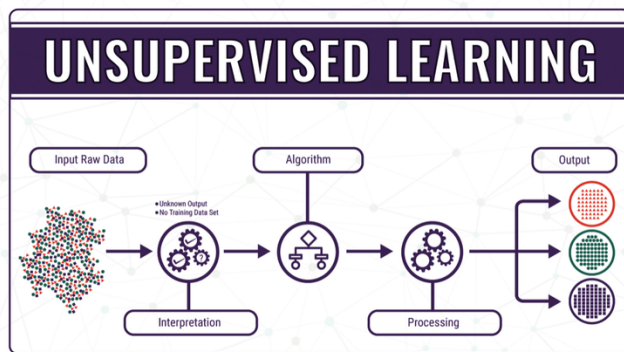 UNSUPERVISED LEARNING
Input Raw Data
Algorithm
Output
•Unknown Output
•No Training Data Set
?
Interpretation
Processing